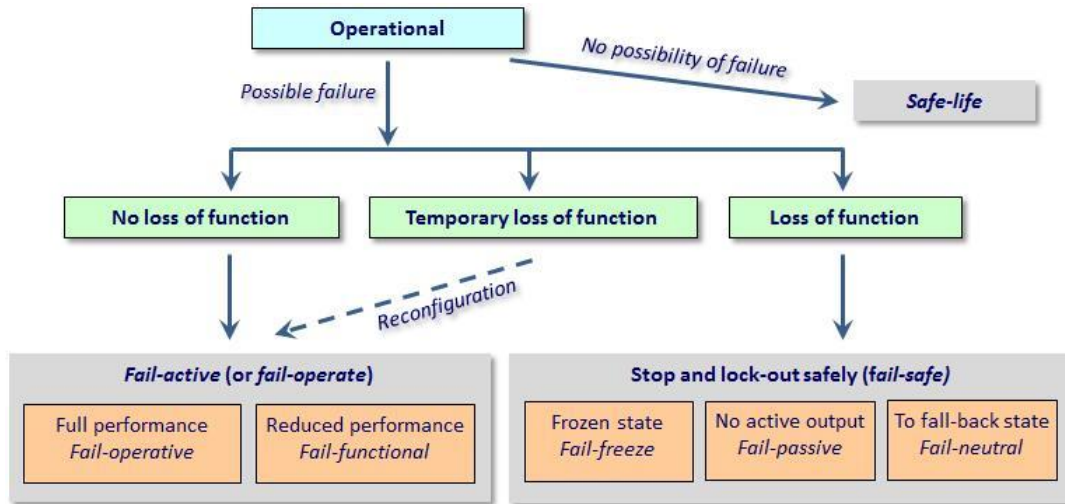 Operational
No possibility of failure
Possible failure
Safe-life
No loss of function
Temporary loss of function
Loss of function
Reconfiguration
Fail-active (or fail-operate)
Stop and lock-out safely (fail-safe)
Full performance
Fail-operative
Reduced performance
Fail-functional
Frozen state
Fail-freeze
No active output
Fail-passive
To fall-back state
Fail-neutral